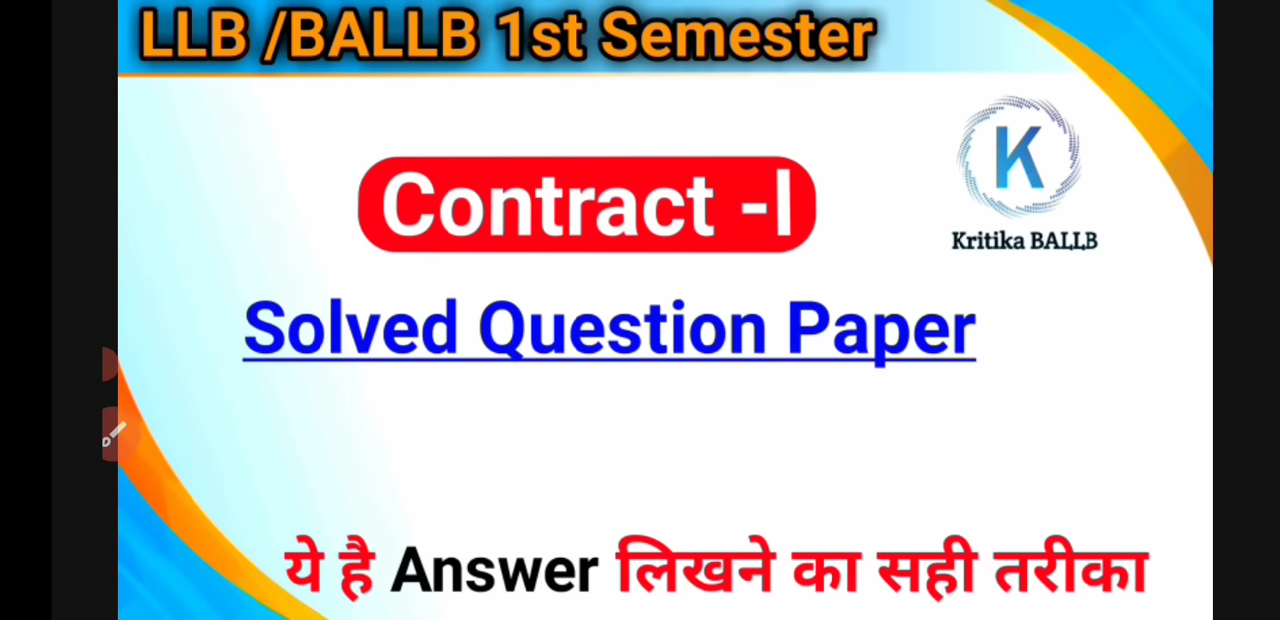 LLB /BALLB 1st Semester
K
Kritika BALLB
Contract -I
Solved Question Paper
ये है Answer लिखने का सही तरीका